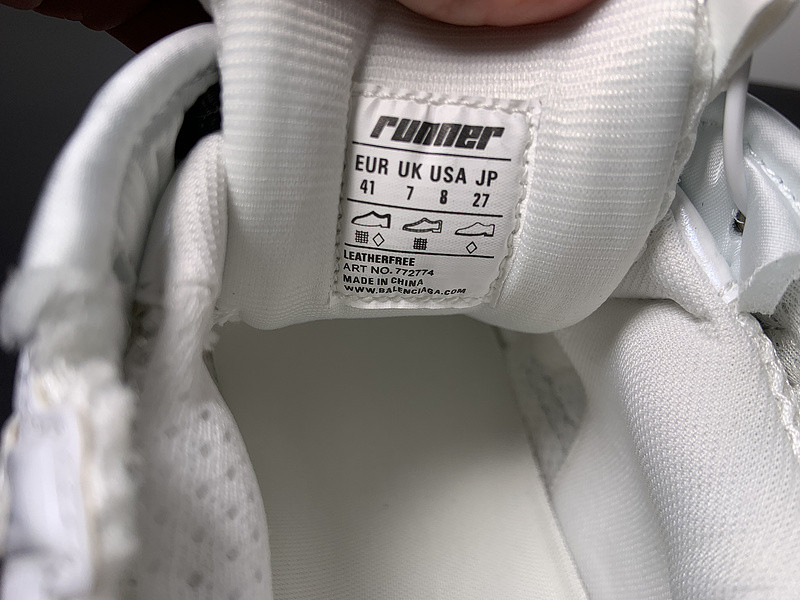 runner
EUR UK USA JP
41 7 8 27
LEATHERFREE
ART NO. 772774
MADE IN CHINA
WWW.BALENCIAGA.COM